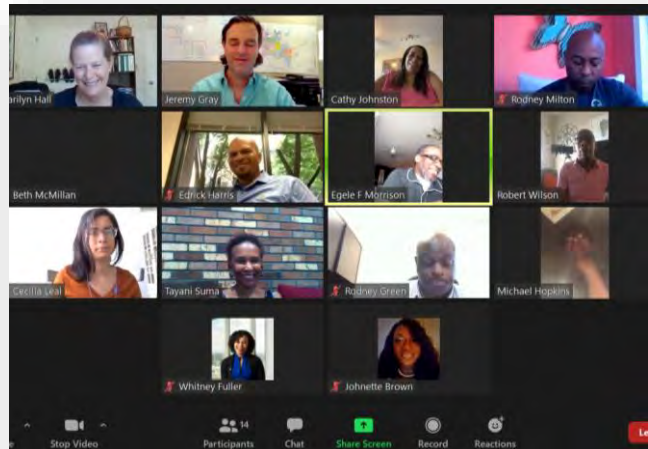 arilyn Hall
Jeremy Gray
Cathy Johnston
Rodney Milton
Beth McMillan
Edrick Harris
Egele F Morrison
Robert Wilson
Cecilia Leal
Tayani Suma
Rodney Green
Michael Hopkins
Whitney Fuller
Johnette Brown
e
Stop Video
Participants
14
Chat
Share Screen
Record
Reactions
Le